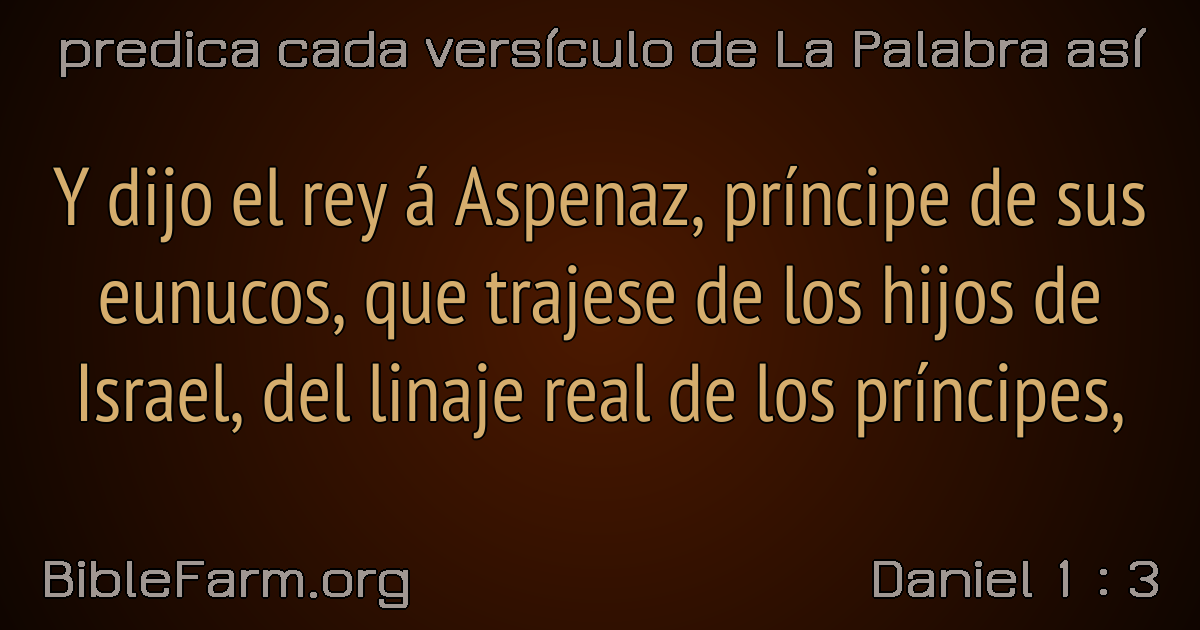 predica cada versículo de La Palabra así
Y dijo el rey á Aspenaz, príncipe de sus
eunucos, que trajese de los hijos de
Israel, del linaje real de los príncipes,
BibleFarm.org
Daniel 1 : 3